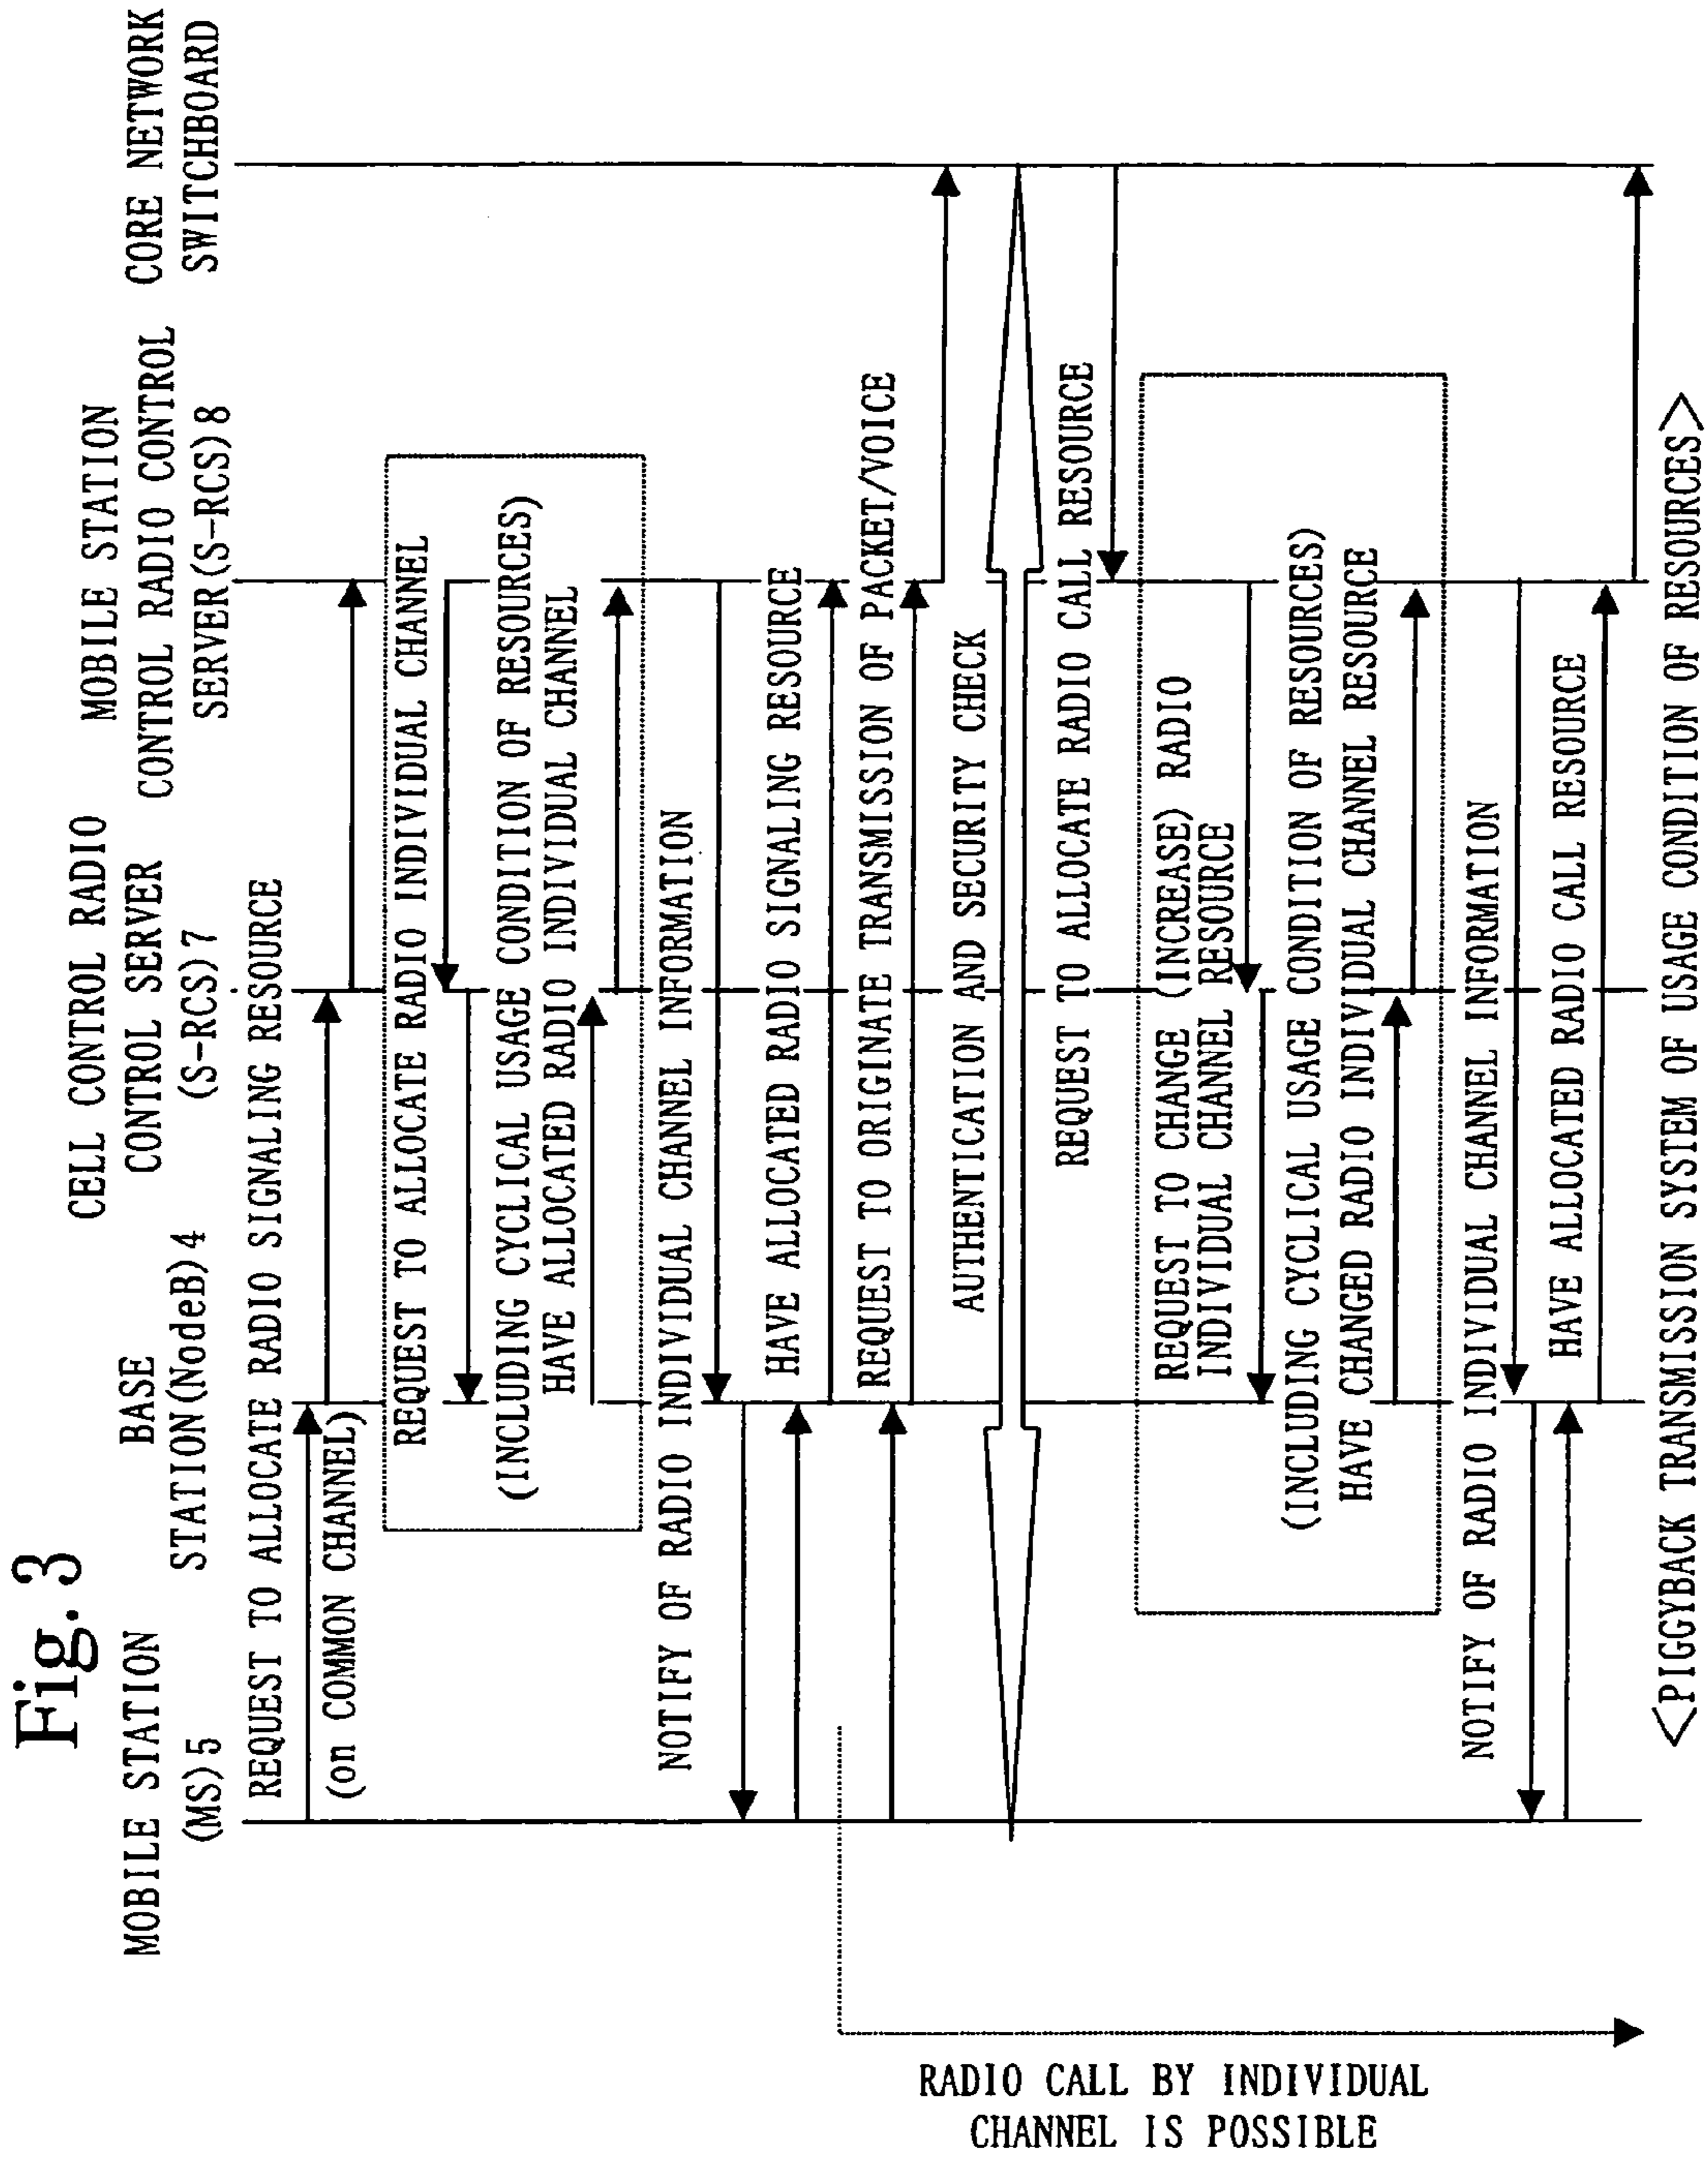 Fig. 3
MOBILE STATION
(MS) 5
BASE
STATION(NodeB) 4
CELL CONTROL RADIO
CONTROL SERVER
(S-RCS) 7
MOBILE STATION
CONTROL RADIO CONTROL
SERVER(S-RCS) 8
CORE NETWORK
SWITCHBOARD
REQUEST TO ALLOCATE RADIO SIGNALING RESOURCE
(on COMMON CHANNEL)
REQUEST TO ALLOCATE RADIO INDIVIDUAL CHANNEL
(INCLUDING CYCLICAL USAGE CONDITION OF RESOURCES)
HAVE ALLOCATED RADIO INDIVIDUAL CHANNEL
NOTIFY OF RADIO INDIVIDUAL CHANNEL INFORMATION
HAVE ALLOCATED RADIO SIGNALING RESOURCE
REQUEST TO ORIGINATE TRANSMISSION OF PACKET/VOICE
AUTHENTICATION AND SECURITY CHECK
REQUEST TO ALLOCATE RADIO CALL RESOURCE
REQUEST TO CHANGE (INCREASE) RADIO
INDIVIDUAL CHANNEL RESOURCE
(INCLUDING CYCLICAL USAGE CONDITION OF RESOURCES)
HAVE CHANGED RADIO INDIVIDUAL CHANNEL RESOURCE
NOTIFY OF RADIO INDIVIDUAL CHANNEL INFORMATION
HAVE ALLOCATED RADIO CALL RESOURCE
<PIGGYBACK TRANSMISSION SYSTEM OF USAGE CONDITION OF RESOURCES>
RADIO CALL BY INDIVIDUAL
CHANNEL IS POSSIBLE